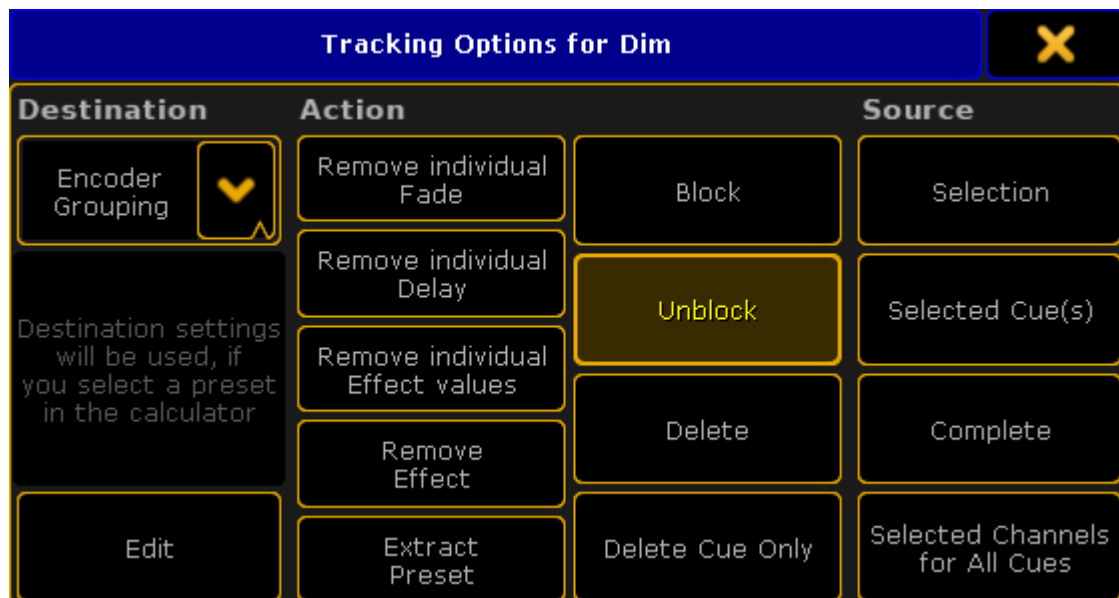 Tracking Options for Dim
Destination
Action
Source
Encoder
Grouping
Destination settings
will be used, if
you select a preset
in the calculator
Edit
Remove individual
Fade
Remove individual
Delay
Remove individual
Effect values
Remove
Effect
Extract
Preset
Block
Unblock
Delete
Delete Cue Only
Selection
Selected Cue(s)
Complete
Selected Channels
for All Cues